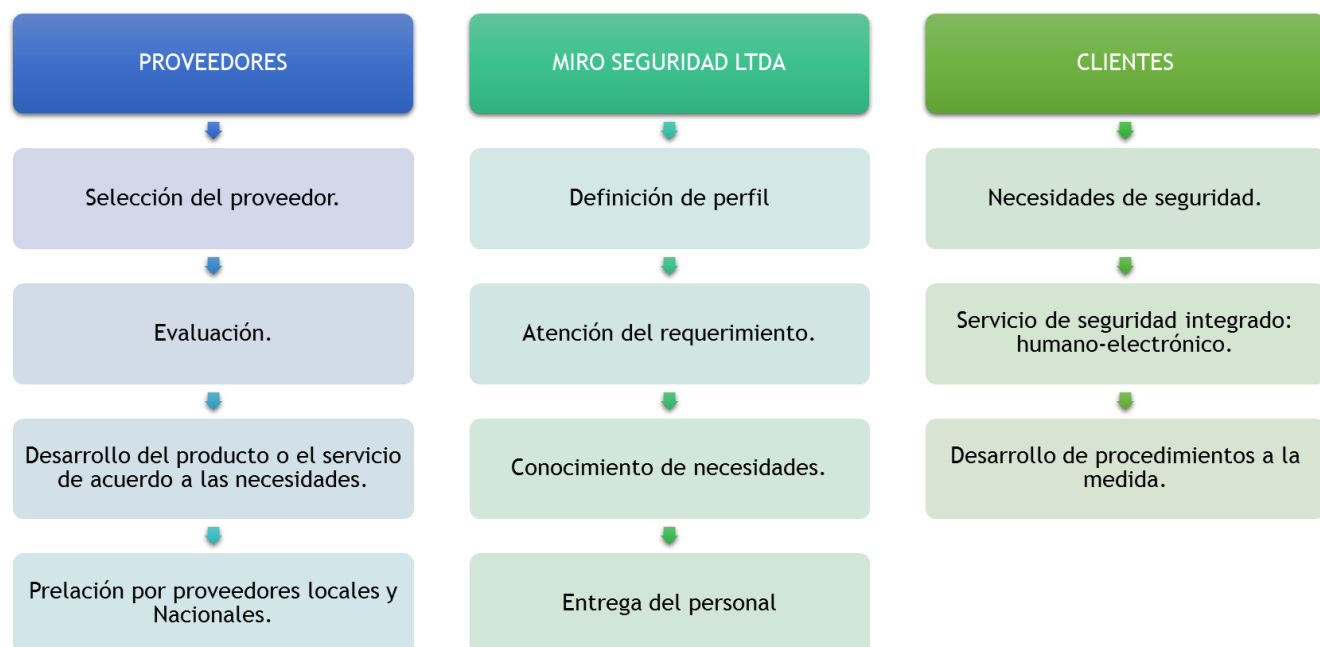 PROVEEDORES
Selección del proveedor.
Evaluación.
Desarrollo del producto o el servicio
de acuerdo a las necesidades.
Prelación por proveedores locales y
Nacionales.
MIRO SEGURIDAD LTDA
Definición de perfil
Atención del requerimiento.
Conocimiento de necesidades.
Entrega del personal
CLIENTES
Necesidades de seguridad.
Servicio de seguridad integrado:
humano-electrónico.
Desarrollo de procedimientos a la
medida.